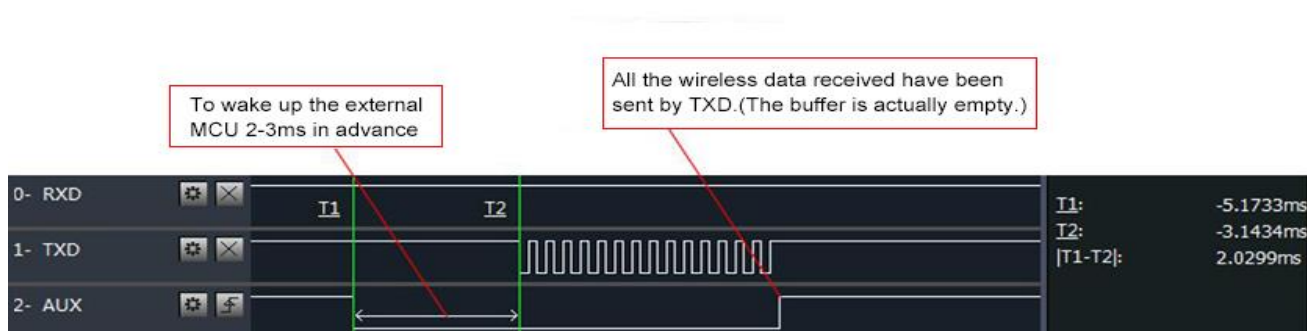 To wake up the external
MCU 2-3ms in advance
All the wireless data received have been
sent by TXD.(The buffer is actually empty.)
0- RXD
T1
T2
1- TXD
2- AUX
T1: -5.1733ms
T2: -3.1434ms
|T1-T2|: 2.0299ms